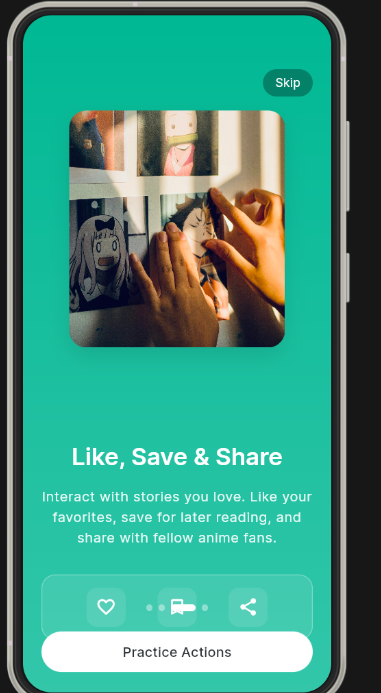 Skip
Like, Save & Share
Interact with stories you love. Like your
favorites, save for later reading, and
share with fellow anime fans.
Practice Actions